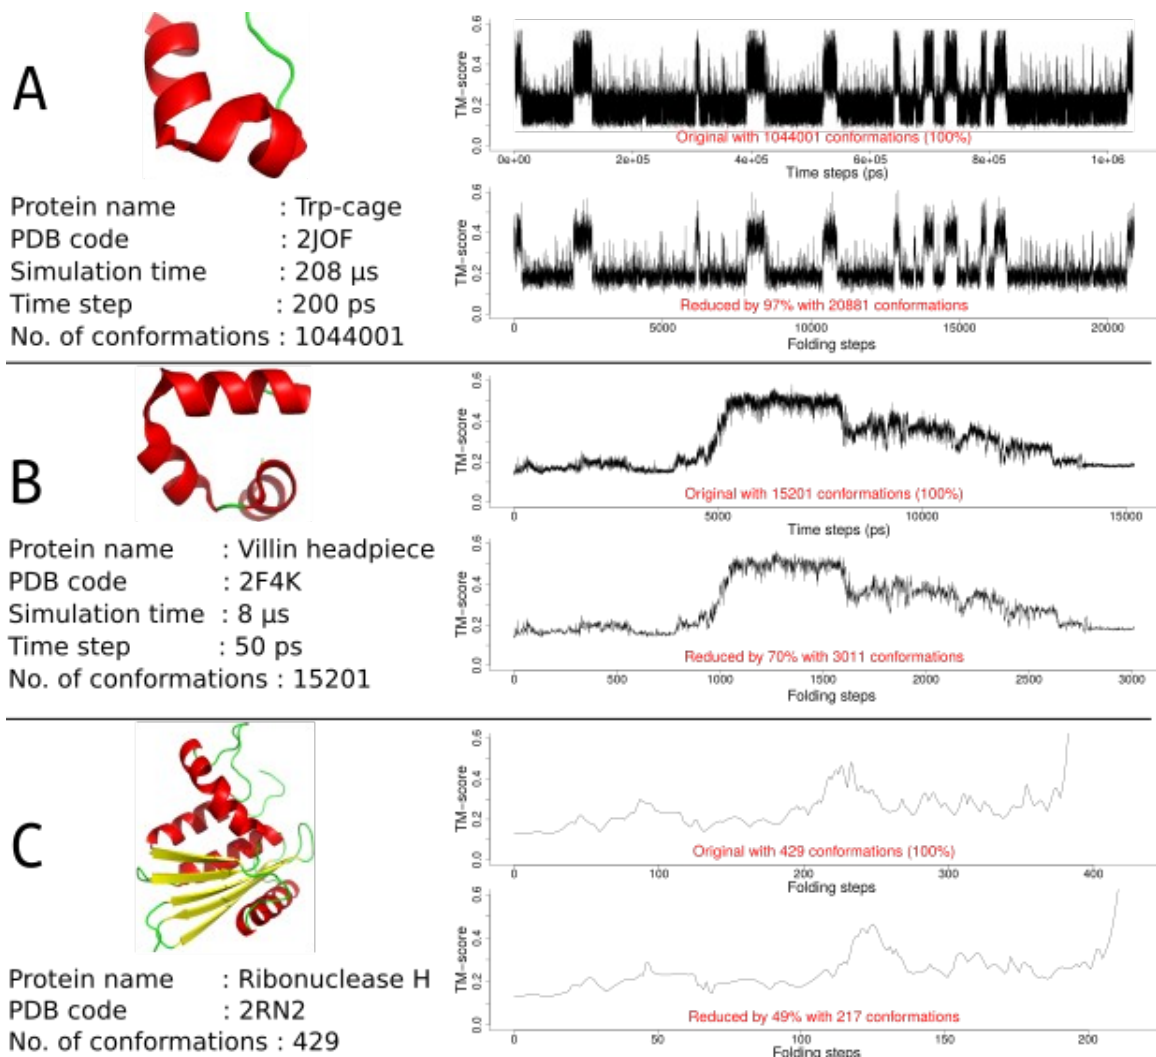 A
Protein name : Trp-cage
PDB code : 2JOF
Simulation time : 208 µs
Time step : 200 ps
No. of conformations : 1044001
TM-score
0.0 0.2 0.4 0.6
Original with 1044001 conformations (100%)
0e+00 2e+05 4e+05 6e+05 8e+05 1e+06
Time steps (ps)
TM-score
0.0 0.2 0.4 0.6
Reduced by 97% with 20881 conformations
0 5000 10000 15000 20000
Folding steps
B
Protein name : Villin headpiece
PDB code : 2F4K
Simulation time : 8 µs
Time step : 50 ps
No. of conformations : 15201
TM-score
0.0 0.2 0.4 0.6
Original with 15201 conformations (100%)
0 5000 10000 15000
Time steps (ps)
TM-score
0.0 0.2 0.4 0.6
Reduced by 70% with 3011 conformations
0 500 1000 1500 2000 2500 3000
Folding steps
C
Protein name : Ribonuclease H
PDB code : 2RN2
No. of conformations : 429
TM-score
0.0 0.2 0.4 0.6
Original with 429 conformations (100%)
0 100 200 300 400
Folding steps
TM-score
0.0 0.2 0.4 0.6
Reduced by 49% with 217 conformations
0 50 100 150 200
Folding steps